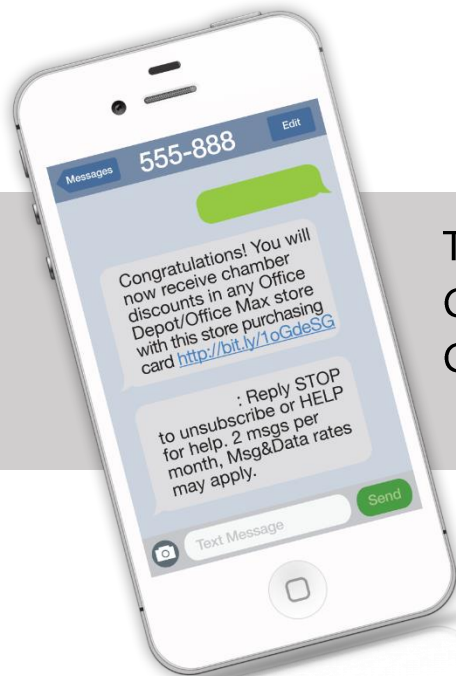 Messages
555-888
Edit
Congratulations! You will
now receive chamber
discounts in any Office
Depot/Office Max store
with this store purchasing
card http://bit.ly/1oGdeSG
: Reply STOP
to unsubscribe or HELP
for help. 2 msgs per
month, Msg&Data rates
may apply.
Text Message
Send